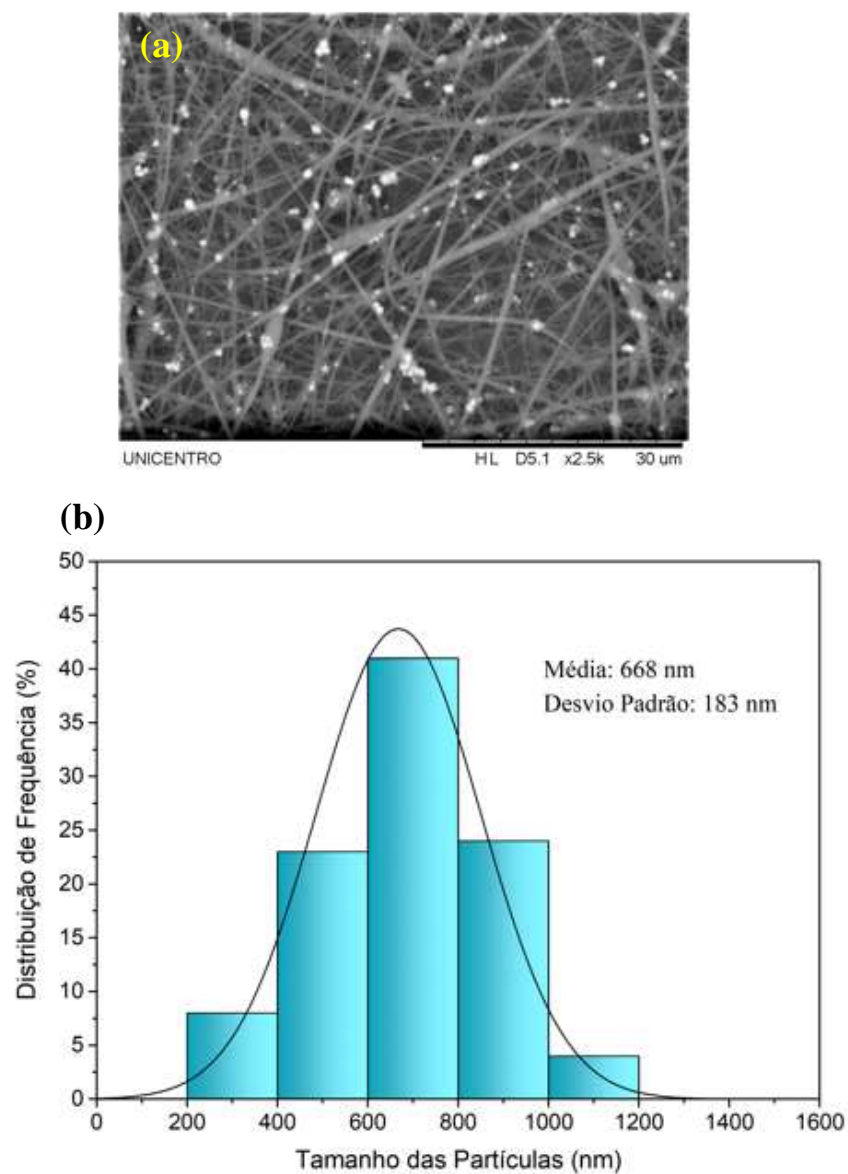 (a)
UNICENTRO HL D5.1 x2.5k 30 um
(b)
50
45
40
35
30
25
20
15
10
5
0
Distribuição de Frequência (%)
Média: 668 nm
Desvio Padrão: 183 nm
0 200 400 600 800 1000 1200 1400 1600
Tamanho das Partículas (nm)